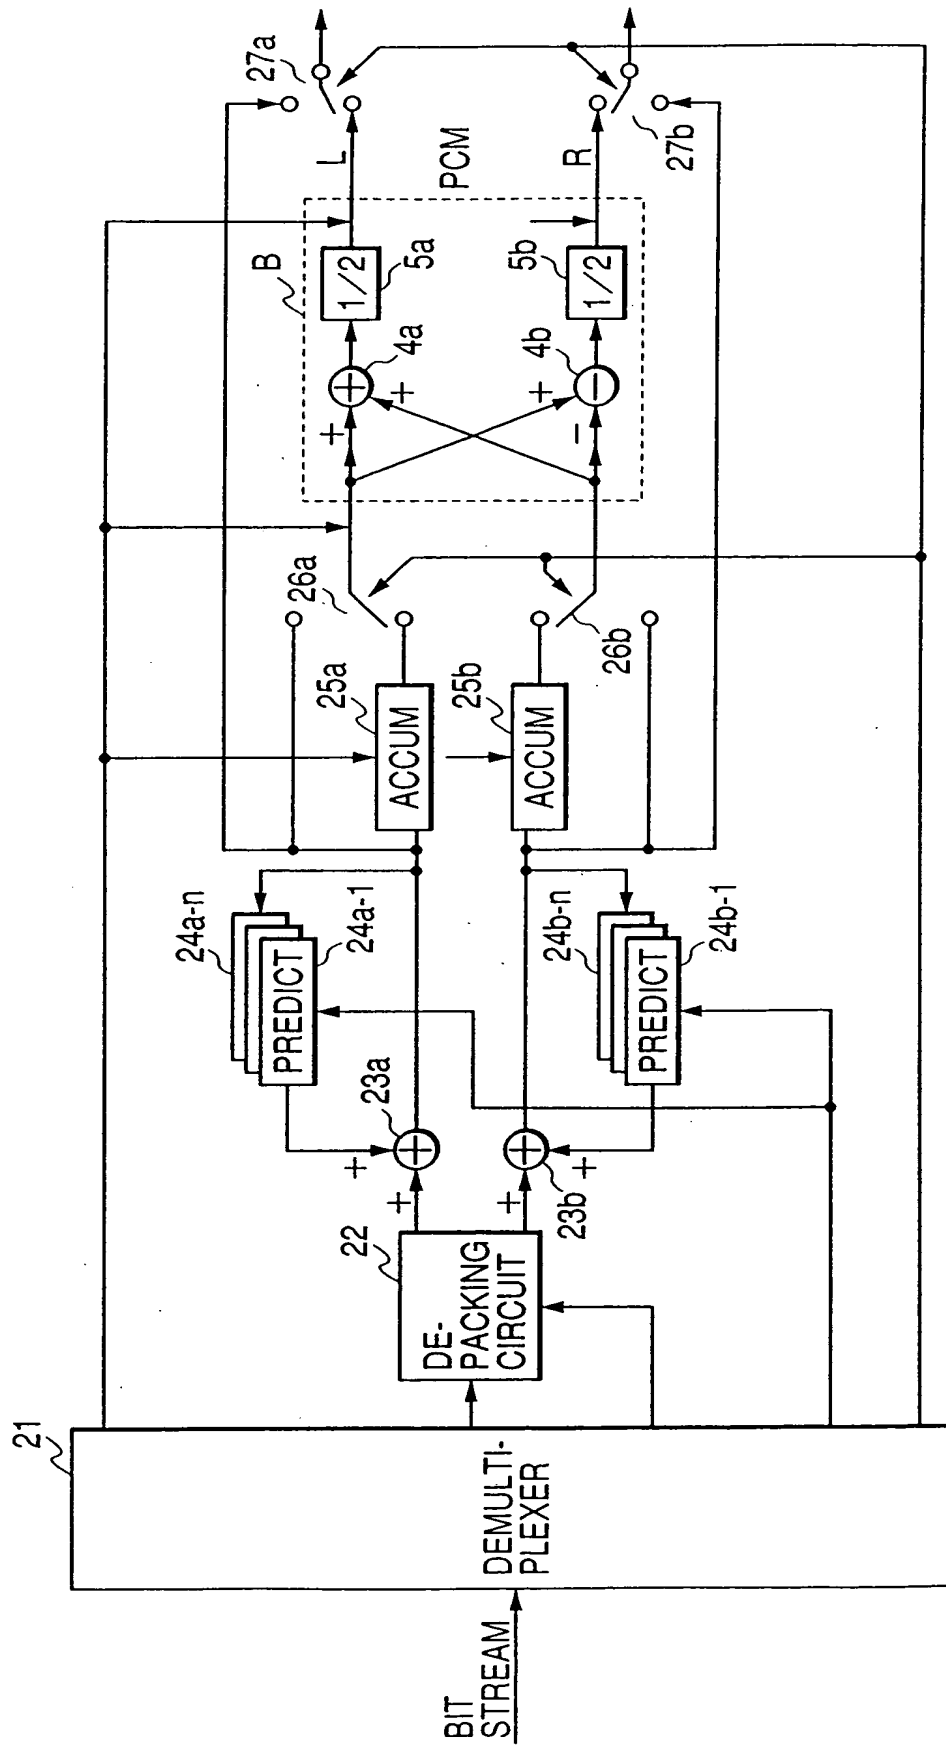 BIT
STREAM
21
DEMULTI-
PLEXER
22
DE-
PACKING
CIRCUIT
+
+
23a
+
+
23b
24a-n
PREDICT
24a-1
24b-n
PREDICT
24b-1
25a
ACCUM
25b
ACCUM
26a
26b
B
+
+
4a
+
-
4b
1/2
5a
1/2
5b
L
R
PCM
27a
27b